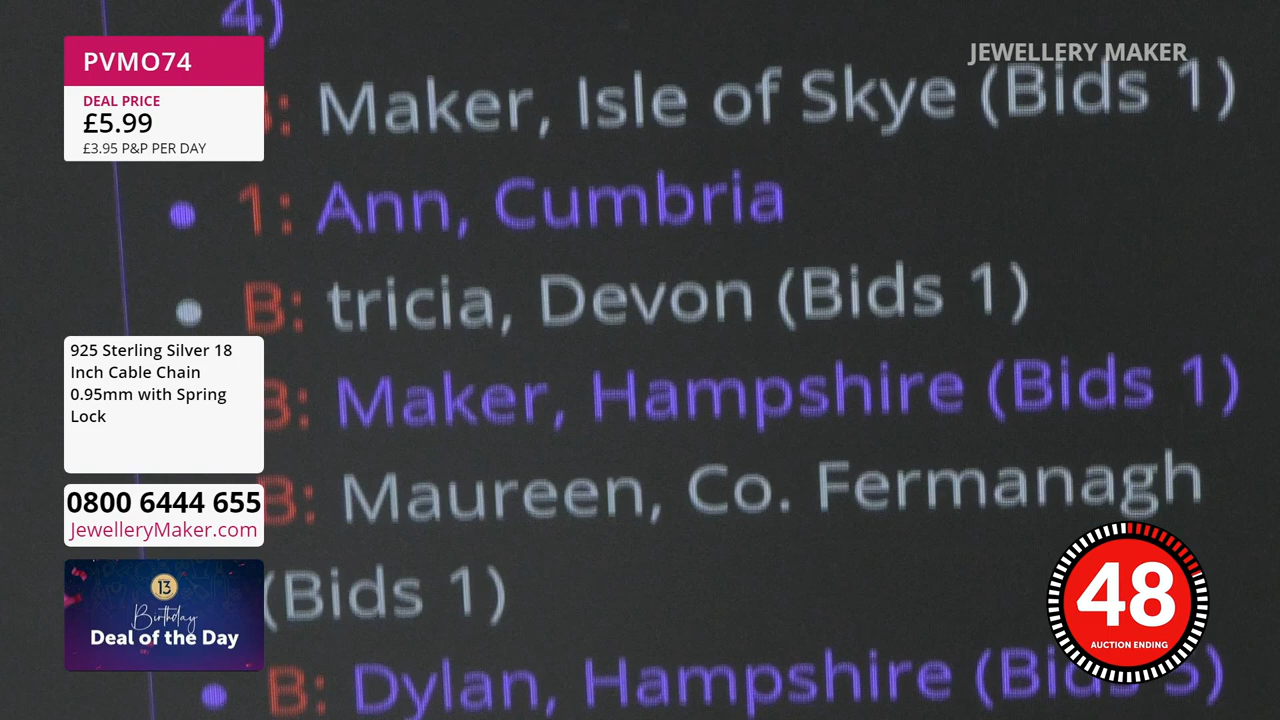 4)
PVMO74
DEAL PRICE
£5.99
£3.95 P&P PER DAY
JEWELLERY MAKER
B: Maker, Isle of Skye (Bids 1)
1: Ann, Cumbria
B: tricia, Devon (Bids 1)
925 Sterling Silver 18
Inch Cable Chain
0.95mm with Spring
Lock
B: Maker, Hampshire (Bids 1)
0800 6444 655
JewelleryMaker.com
B: Maureen, Co. Fermanagh
(Bids 1)
13
Birthday
Deal of the Day
48
AUCTION ENDING
B: Dylan, Hampshire (Bids